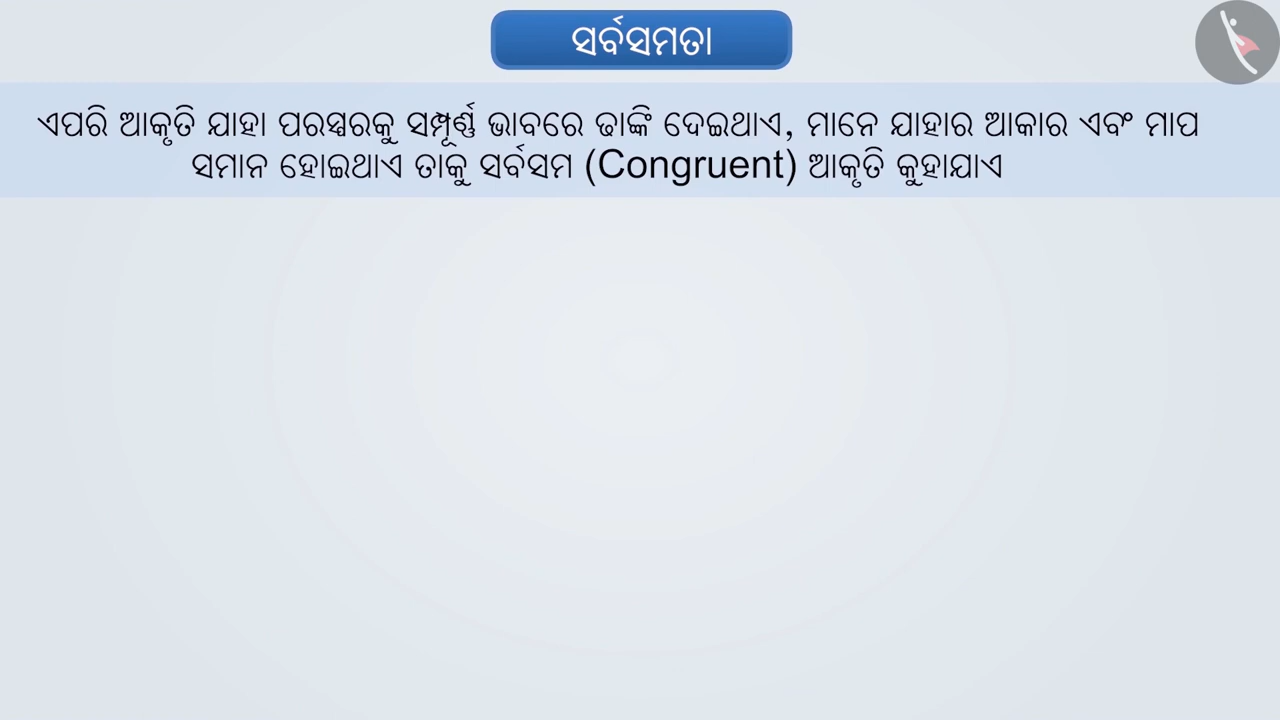 ସର୍ବସମତା
ଏପରି ଆକୃତି ଯାହା ପରସ୍ପରକୁ ସମ୍ପୂର୍ଣ୍ଣ ଭାବରେ ଢାଙ୍କି ଦେଇଥାଏ, ମାନେ ଯାହାର ଆକାର ଏବଂ ମାପ
ସମାନ ହୋଇଥାଏ ତାକୁ ସର୍ବସମ (Congruent) ଆକୃତି କୁହାଯାଏ